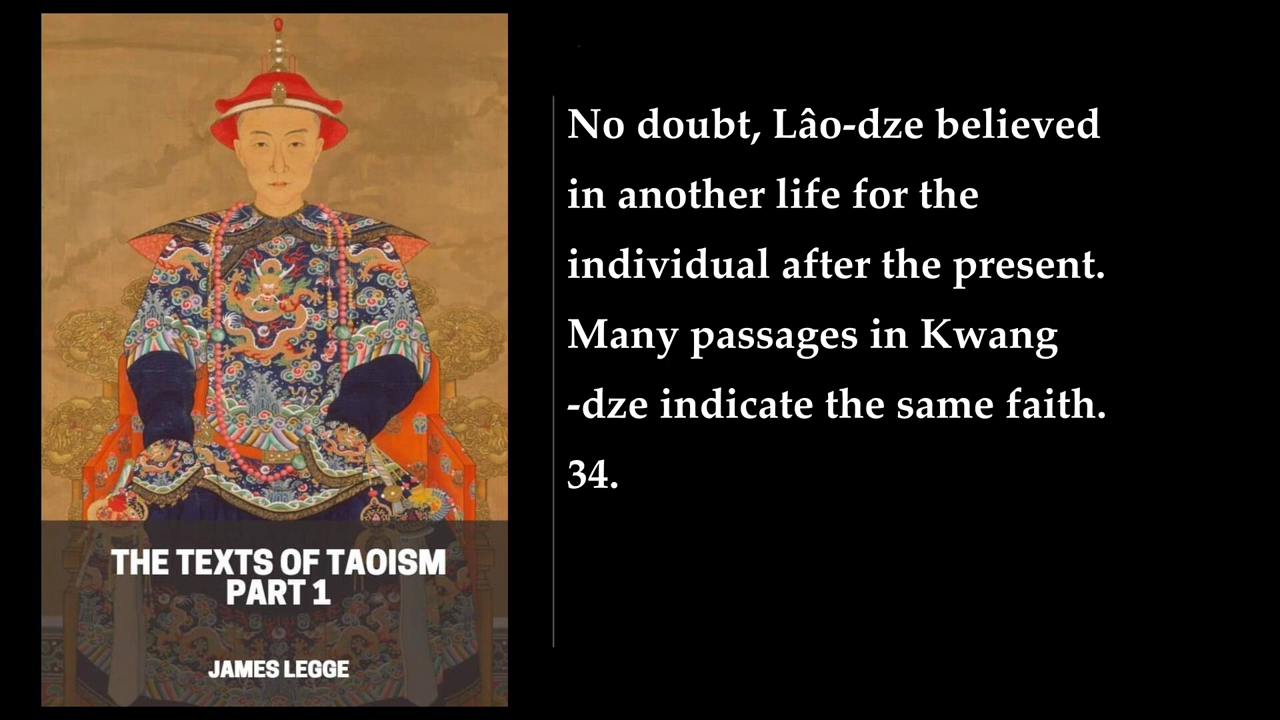 THE TEXTS OF TAOISM
PART 1
JAMES LEGGE
No doubt, Lâo-dze believed
in another life for the
individual after the present.
Many passages in Kwang
-dze indicate the same faith.
34.